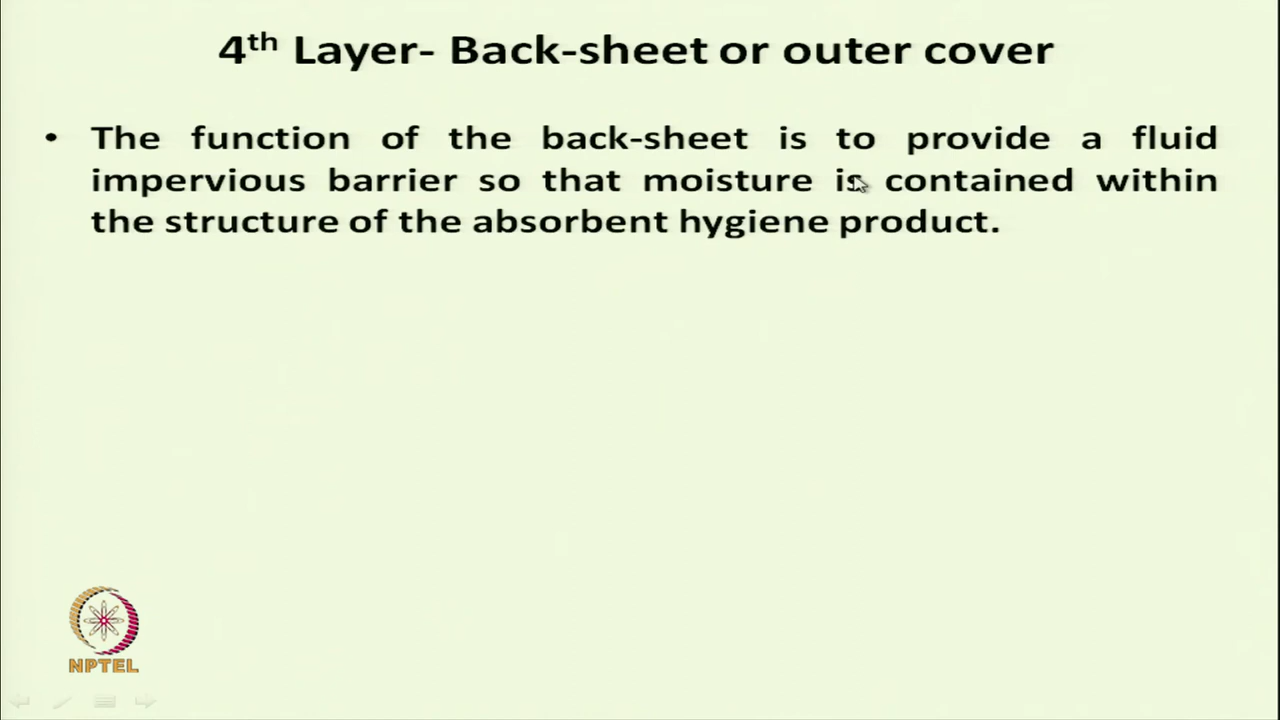 4th Layer- Back-sheet or outer cover
• The function of the back-sheet is to provide a fluid
impervious barrier so that moisture is contained within
the structure of the absorbent hygiene product.
NPTEL